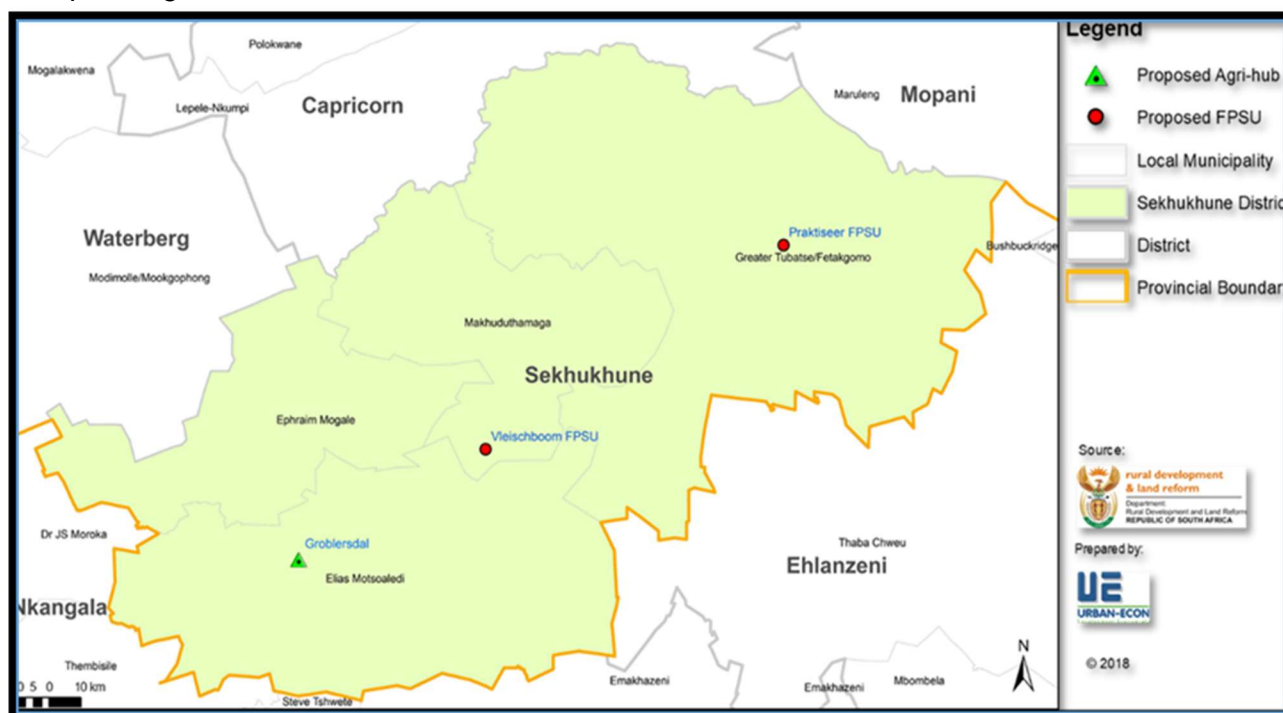 Polokwane
Mogalakwena
Lepele-Nkumpi
Capricorn
Maruleng
Mopani
Waterberg
Modimolle/Mookgophong
Praktiseer FPSU
Greater Tubatse/Fetakgomo
Bushbuckridge
Makhuduthamaga
Sekhukhune
Ephraim Mogale
Vleischboom FPSU
Dr JS Moroka
Groblersdal
Elias Motsoaledi
Thaba Chweu
Ehlanzeni
Nkangala
Thembisile
0 5 0 10 km
Steve Tshwete
Emakhazeni
Emakhazeni
Mbombela
N
Legend
Proposed Agri-hub
Proposed FPSU
Local Municipality
Sekhukhune Distric
District
Provincial Boundar
Source:
rural development
& land reform
Department:
Rural Development and Land Reform
REPUBLIC OF SOUTH AFRICA
Prepared by:
UE
URBAN-ECON
© 2018